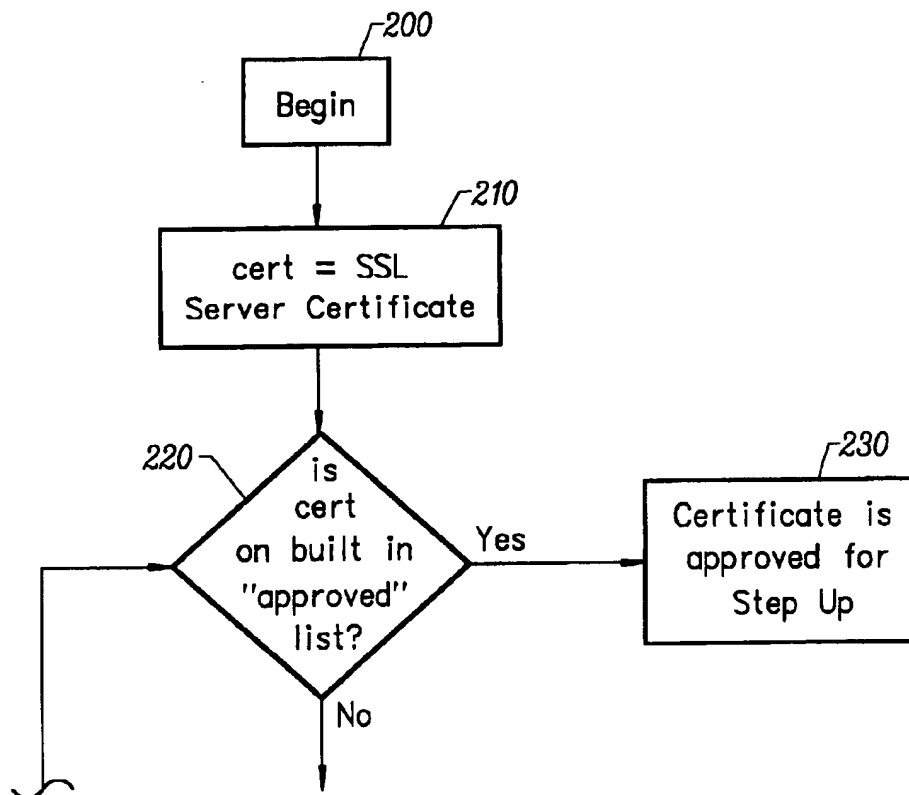 200
Begin
210
cert = SSL
Server Certificate
220
is
cert
on built in
"approved"
list?
Yes
230
Certificate is
approved for
Step Up
No